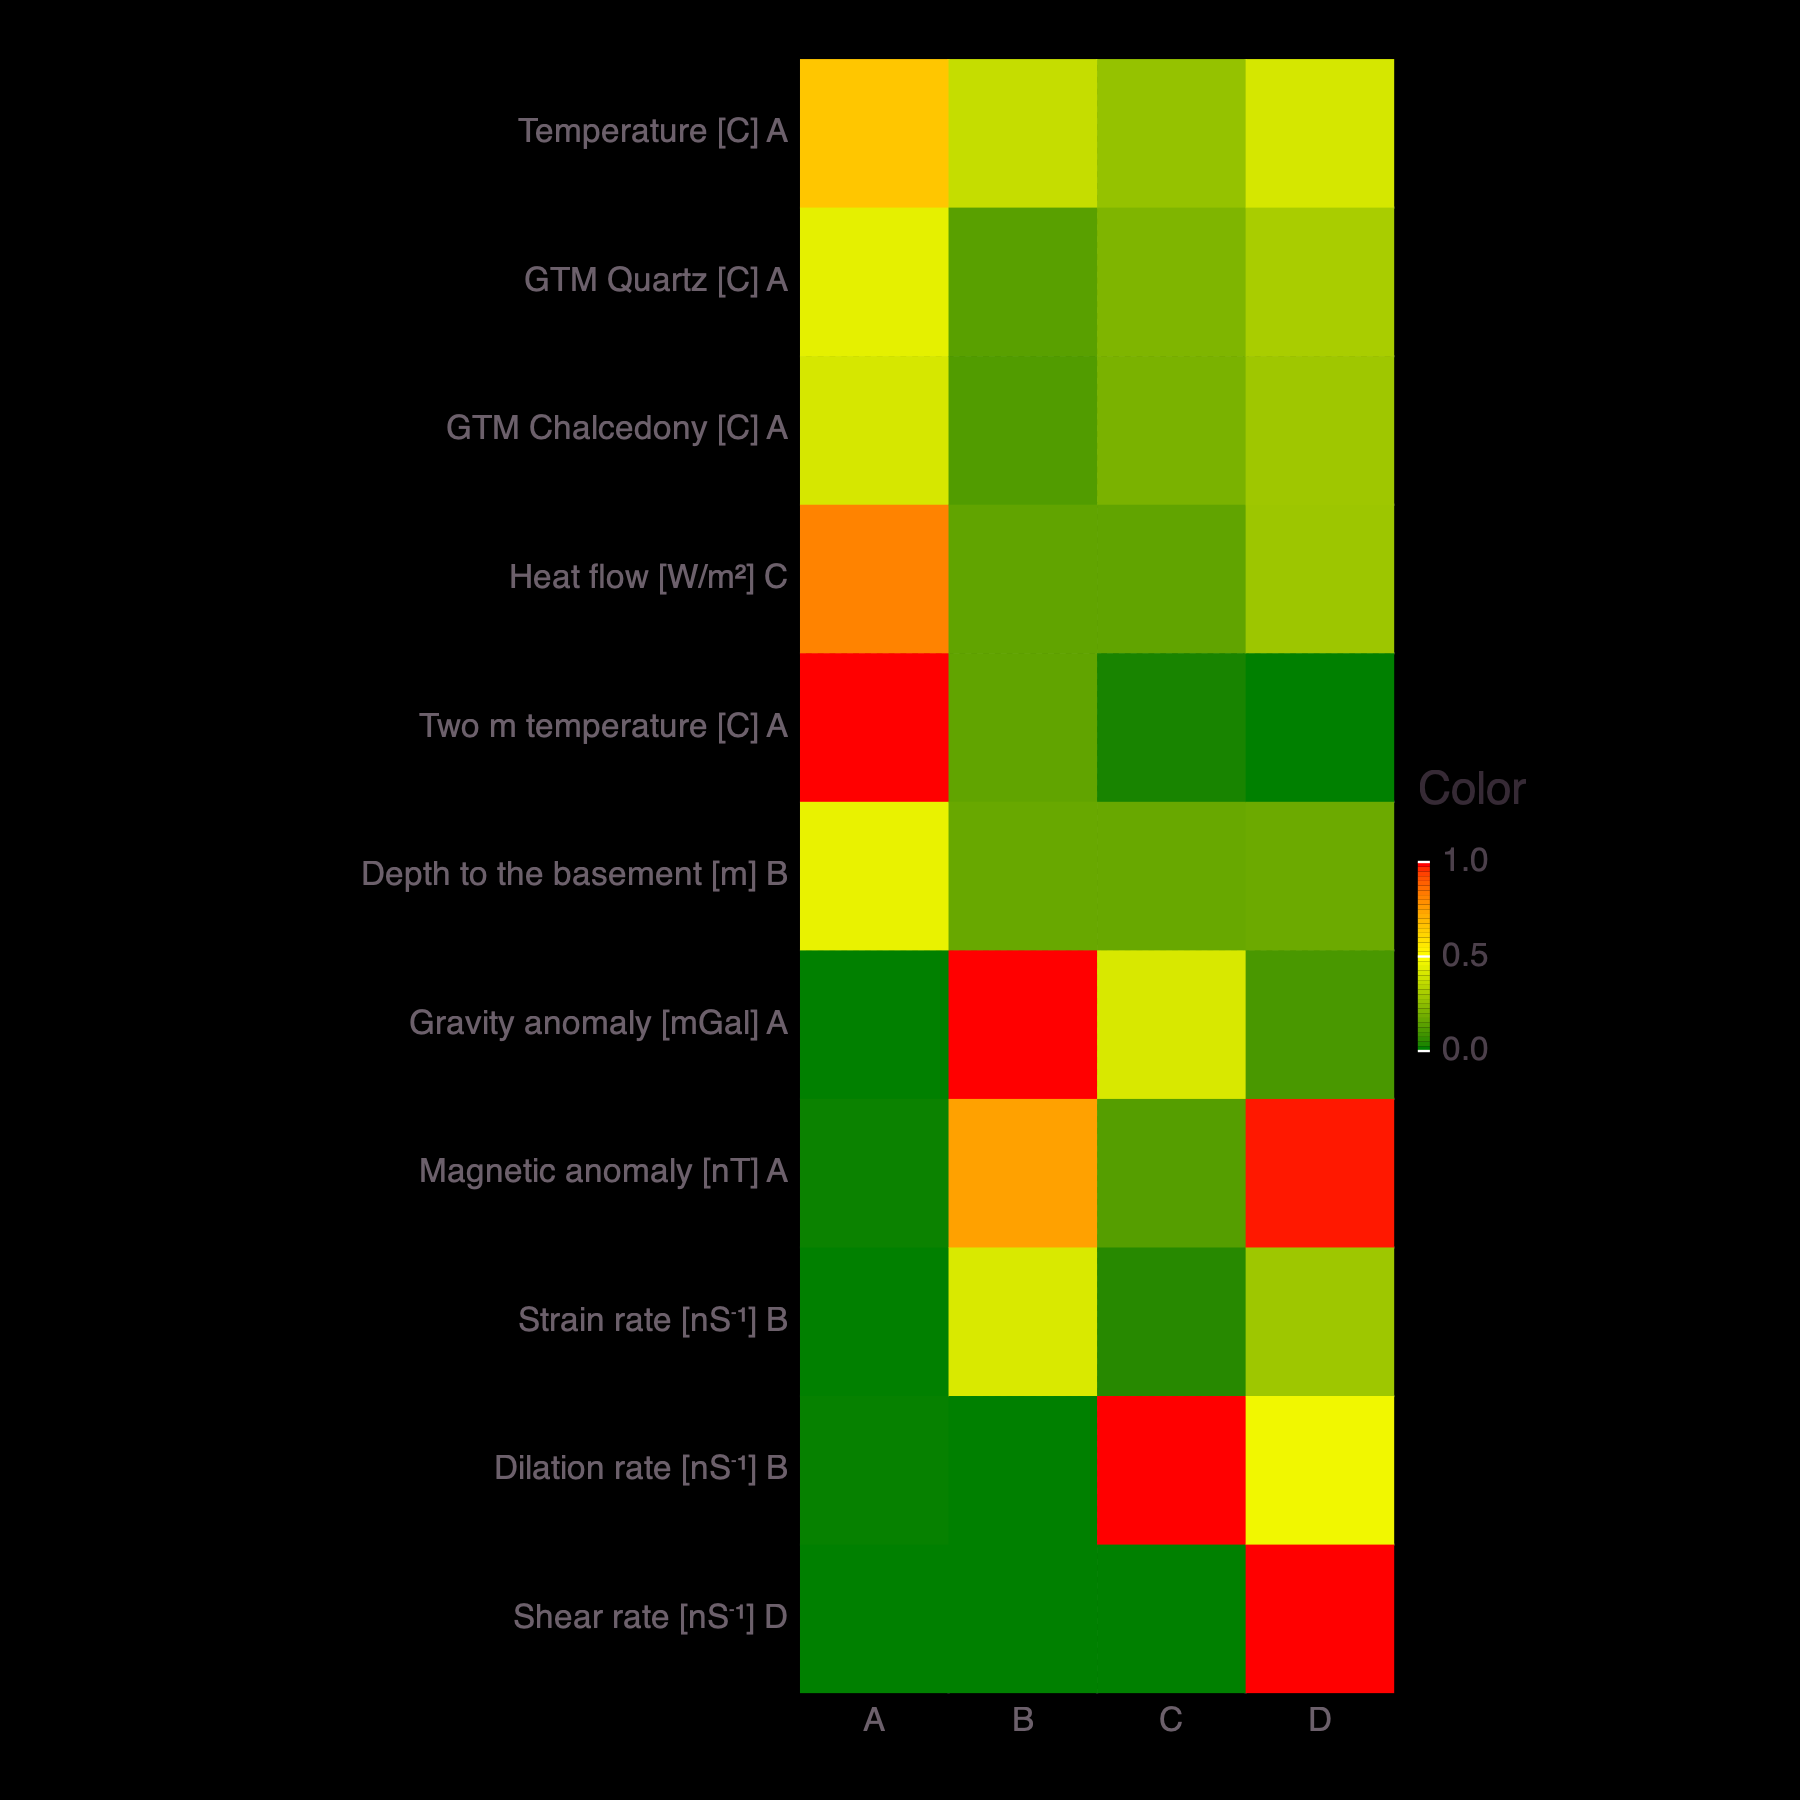 Temperature [C] A
GTM Quartz [C] A
GTM Chalcedony [C] A
Heat flow [W/m²] C
Two m temperature [C] A
Depth to the basement [m] B
Gravity anomaly [mGal] A
Magnetic anomaly [nT] A
Strain rate [nS⁻¹] B
Dilation rate [nS⁻¹] B
Shear rate [nS⁻¹] D
A B C D
Color
1.0
0.5
0.0